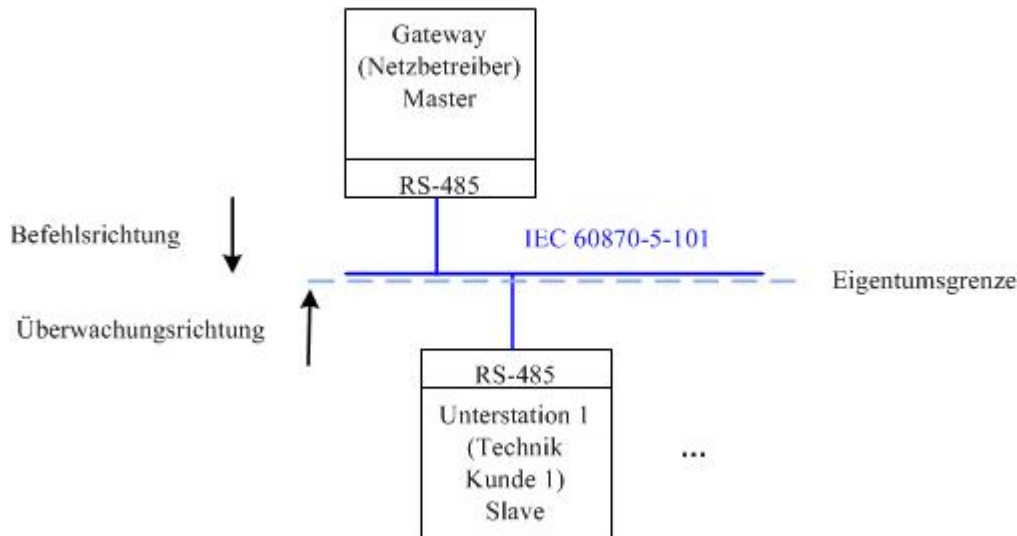 Gateway
(Netzbetreiber)
Master
RS-485
Befehlsrichtung
IEC 60870-5-101
Eigentumsgrenze
Überwachungsrichtung
RS-485
Unterstation 1
(Technik
Kunde 1)
Slave
...